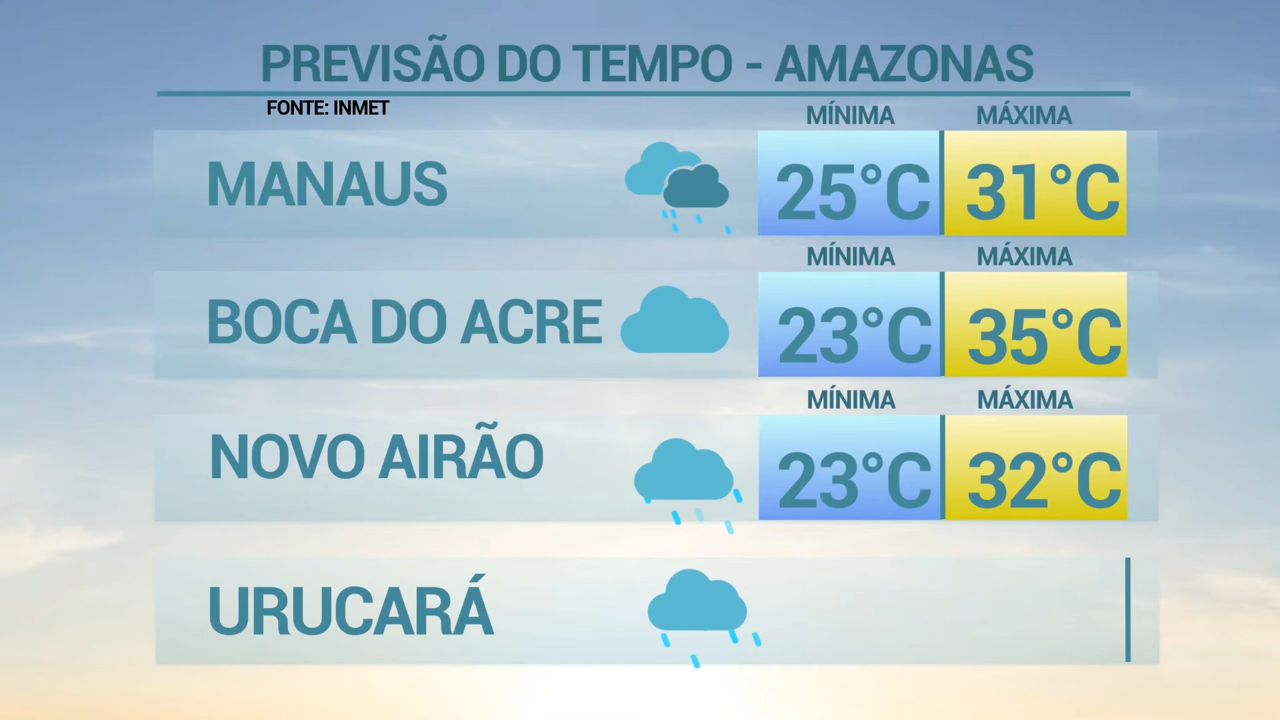 PREVISÃO DO TEMPO - AMAZONAS
FONTE: INMET
MÍNIMA MÁXIMA
MANAUS 25°C 31°C
MÍNIMA MÁXIMA
BOCA DO ACRE 23°C 35°C
MÍNIMA MÁXIMA
NOVO AIRÃO 23°C 32°C
URUCARÁ